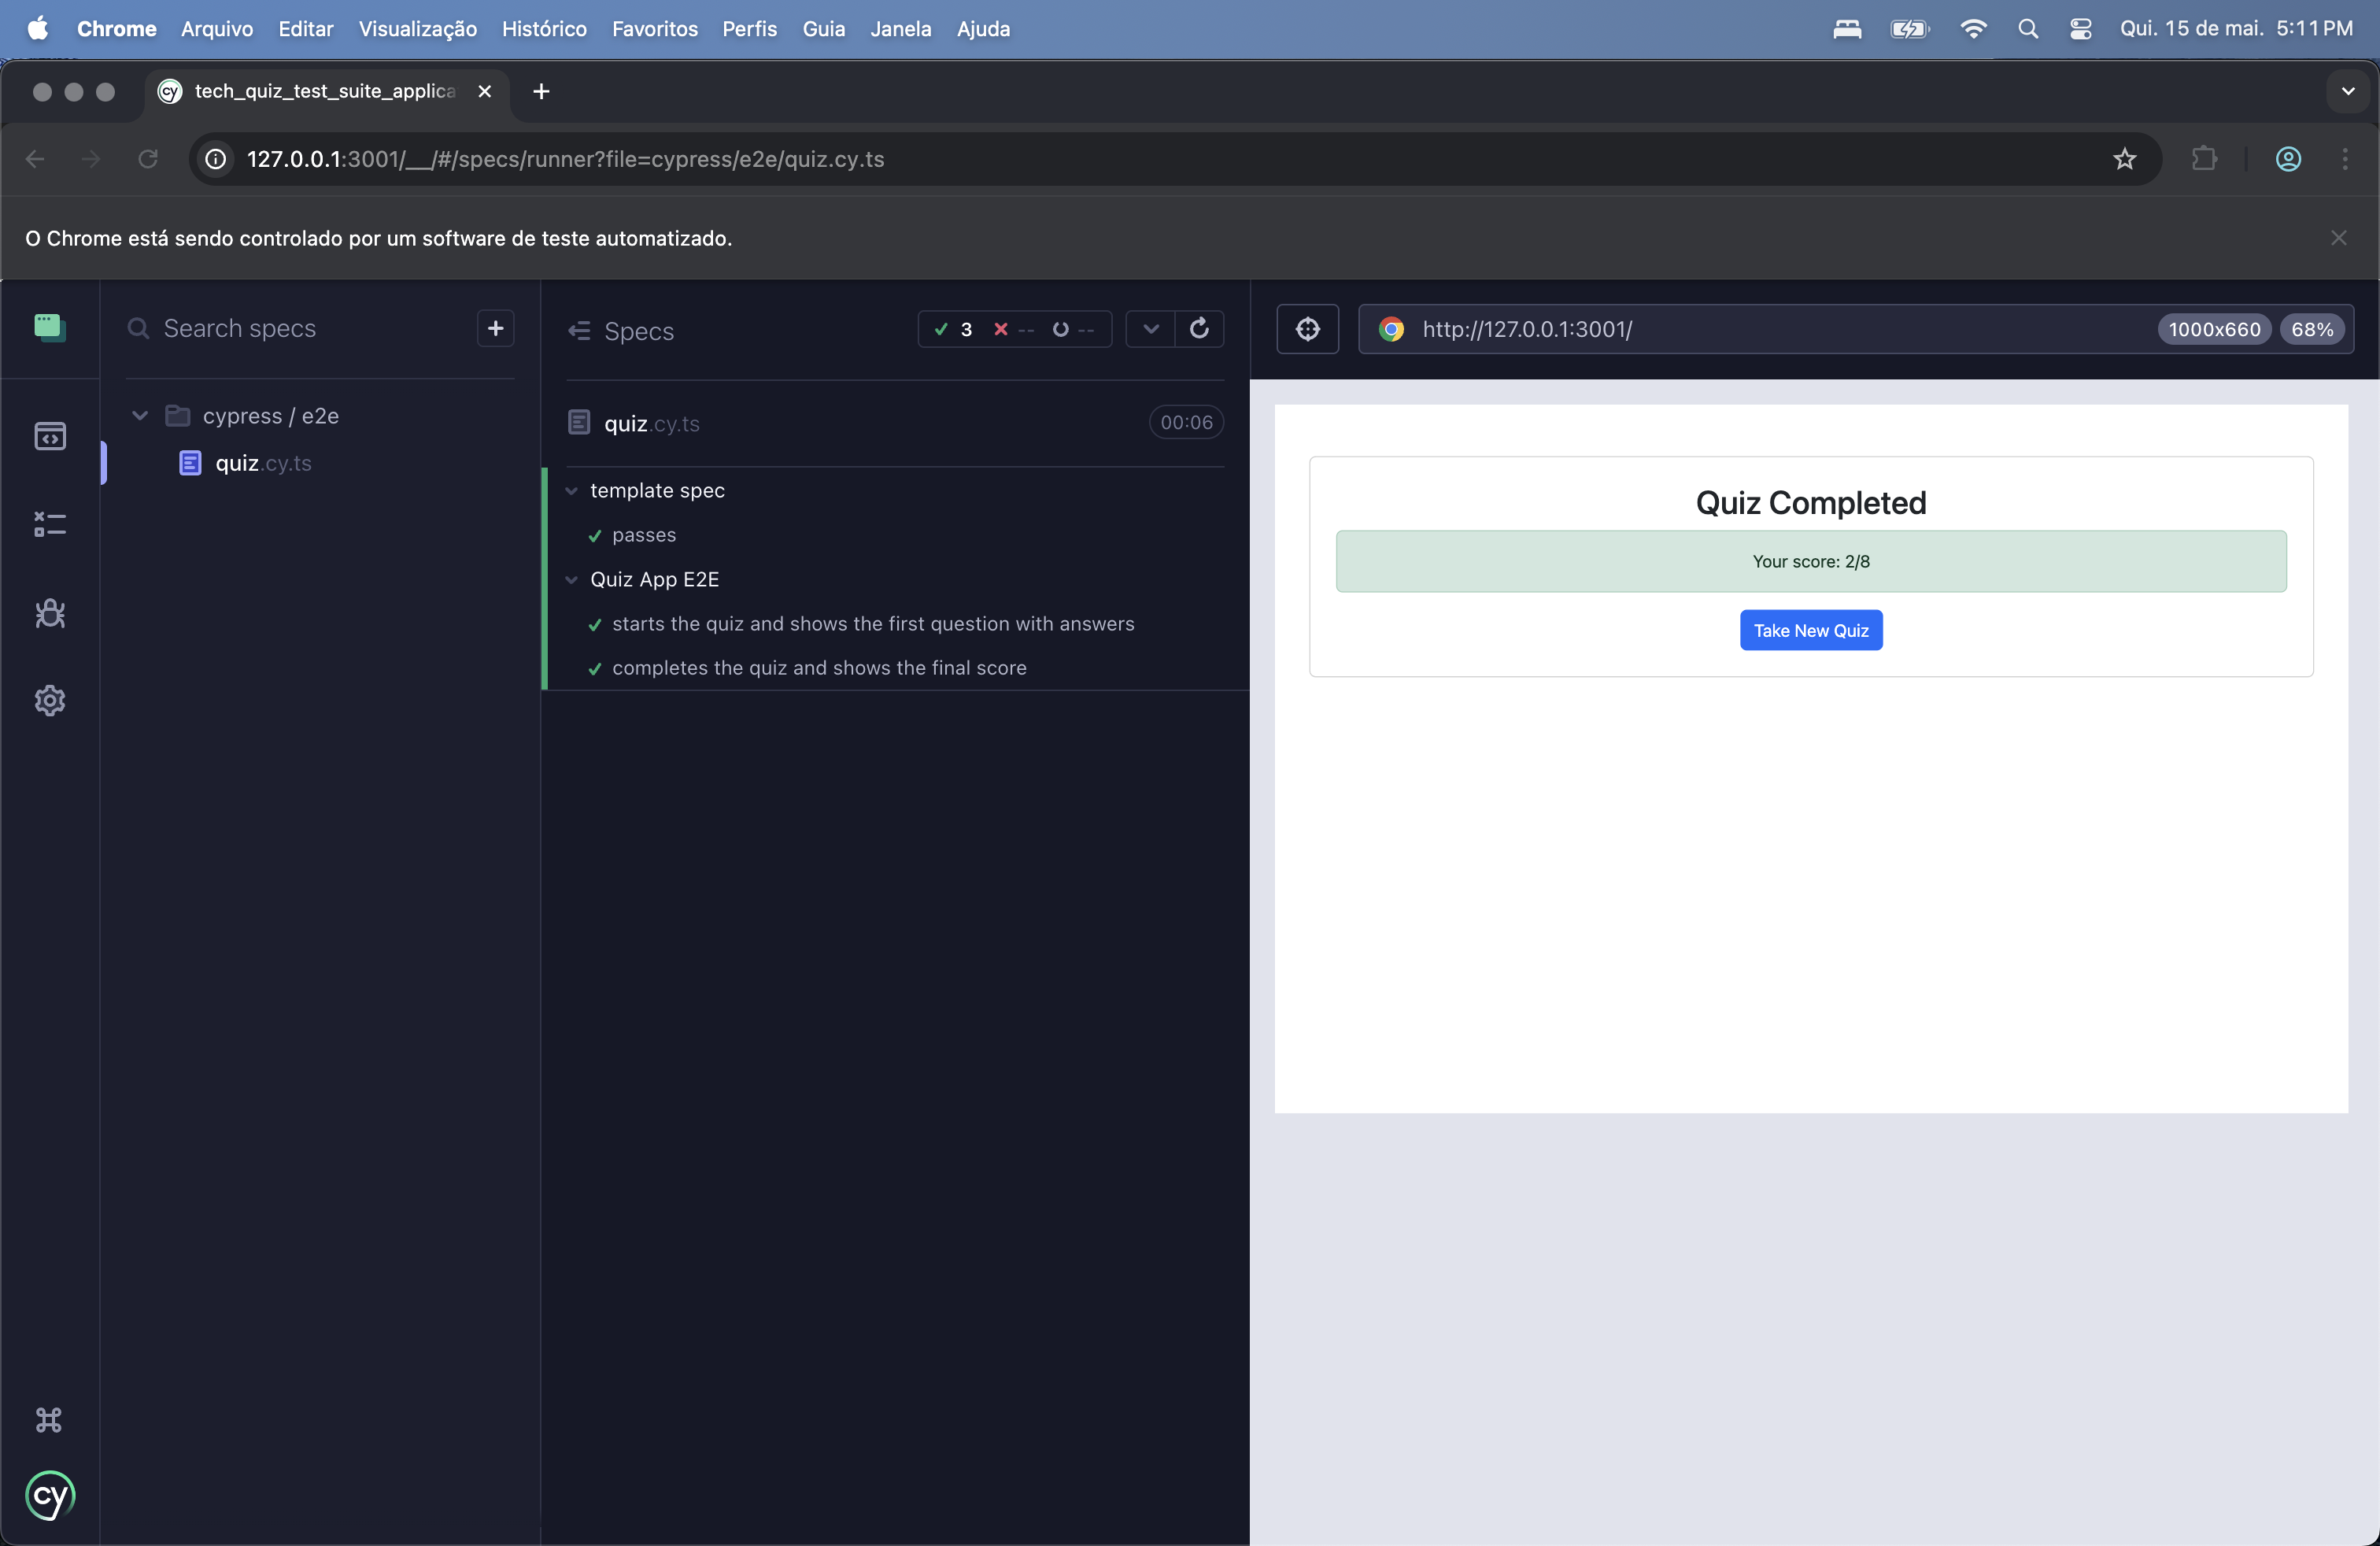 Chrome Arquivo Editar Visualização Histórico Favoritos Perfis Guia Janela Ajuda Qui. 15 de mai. 5:11 PM
cy tech_quiz_test_suite_applica
127.0.0.1:3001/__/#/specs/runner?file=cypress/e2e/quiz.cy.ts
O Chrome está sendo controlado por um software de teste automatizado.
Search specs
cypress / e2e
quiz.cy.ts
Specs 3 -- --
quiz.cy.ts 00:06
template spec
passes
Quiz App E2E
starts the quiz and shows the first question with answers
completes the quiz and shows the final score
http://127.0.0.1:3001/ 1000x660 68%
Quiz Completed
Your score: 2/8
Take New Quiz
cy